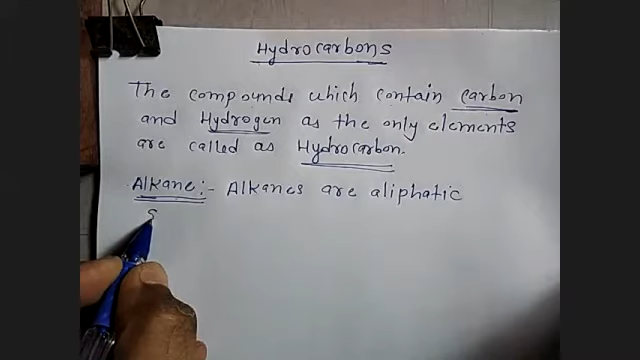 Hydrocarbons
The compounds which contain carbon
and Hydrogen as the only elements
are called as Hydrocarbon.
Alkane:- Alkanes are aliphatic
s